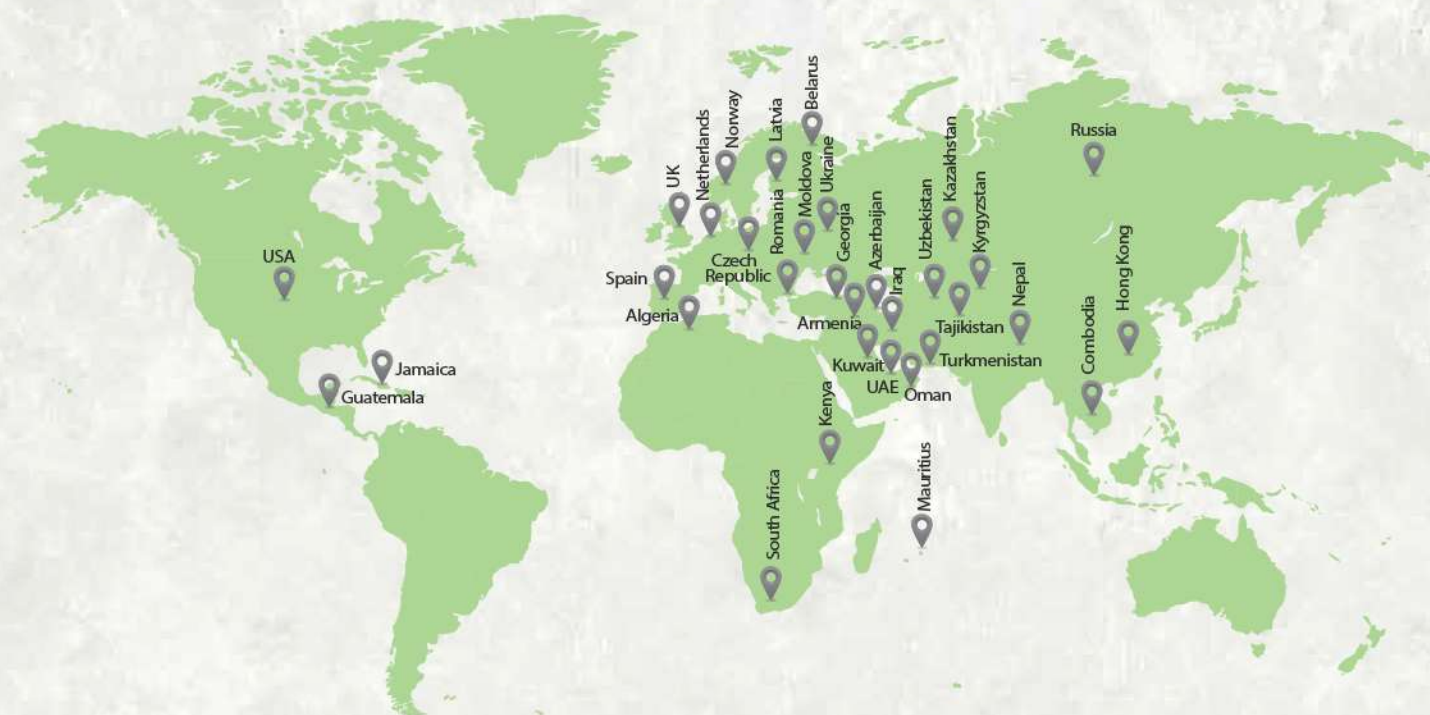 Belarus
Norway
Latvia
Netherlands
Kazakhstan
Russia
Ukraine
UK
Moldova
Kyrgyzstan
Uzbekistan
Azerbaijan
Romania
Georgia
Hong Kong
USA
Czech
Republic
Spain
Iraq
Nepal
Algeria
Armenia
Tajikistan
Combodia
Jamaica
Kuwait
Turkmenistan
UAE
Oman
Guatemala
Kenya
Mauritius
South Africa